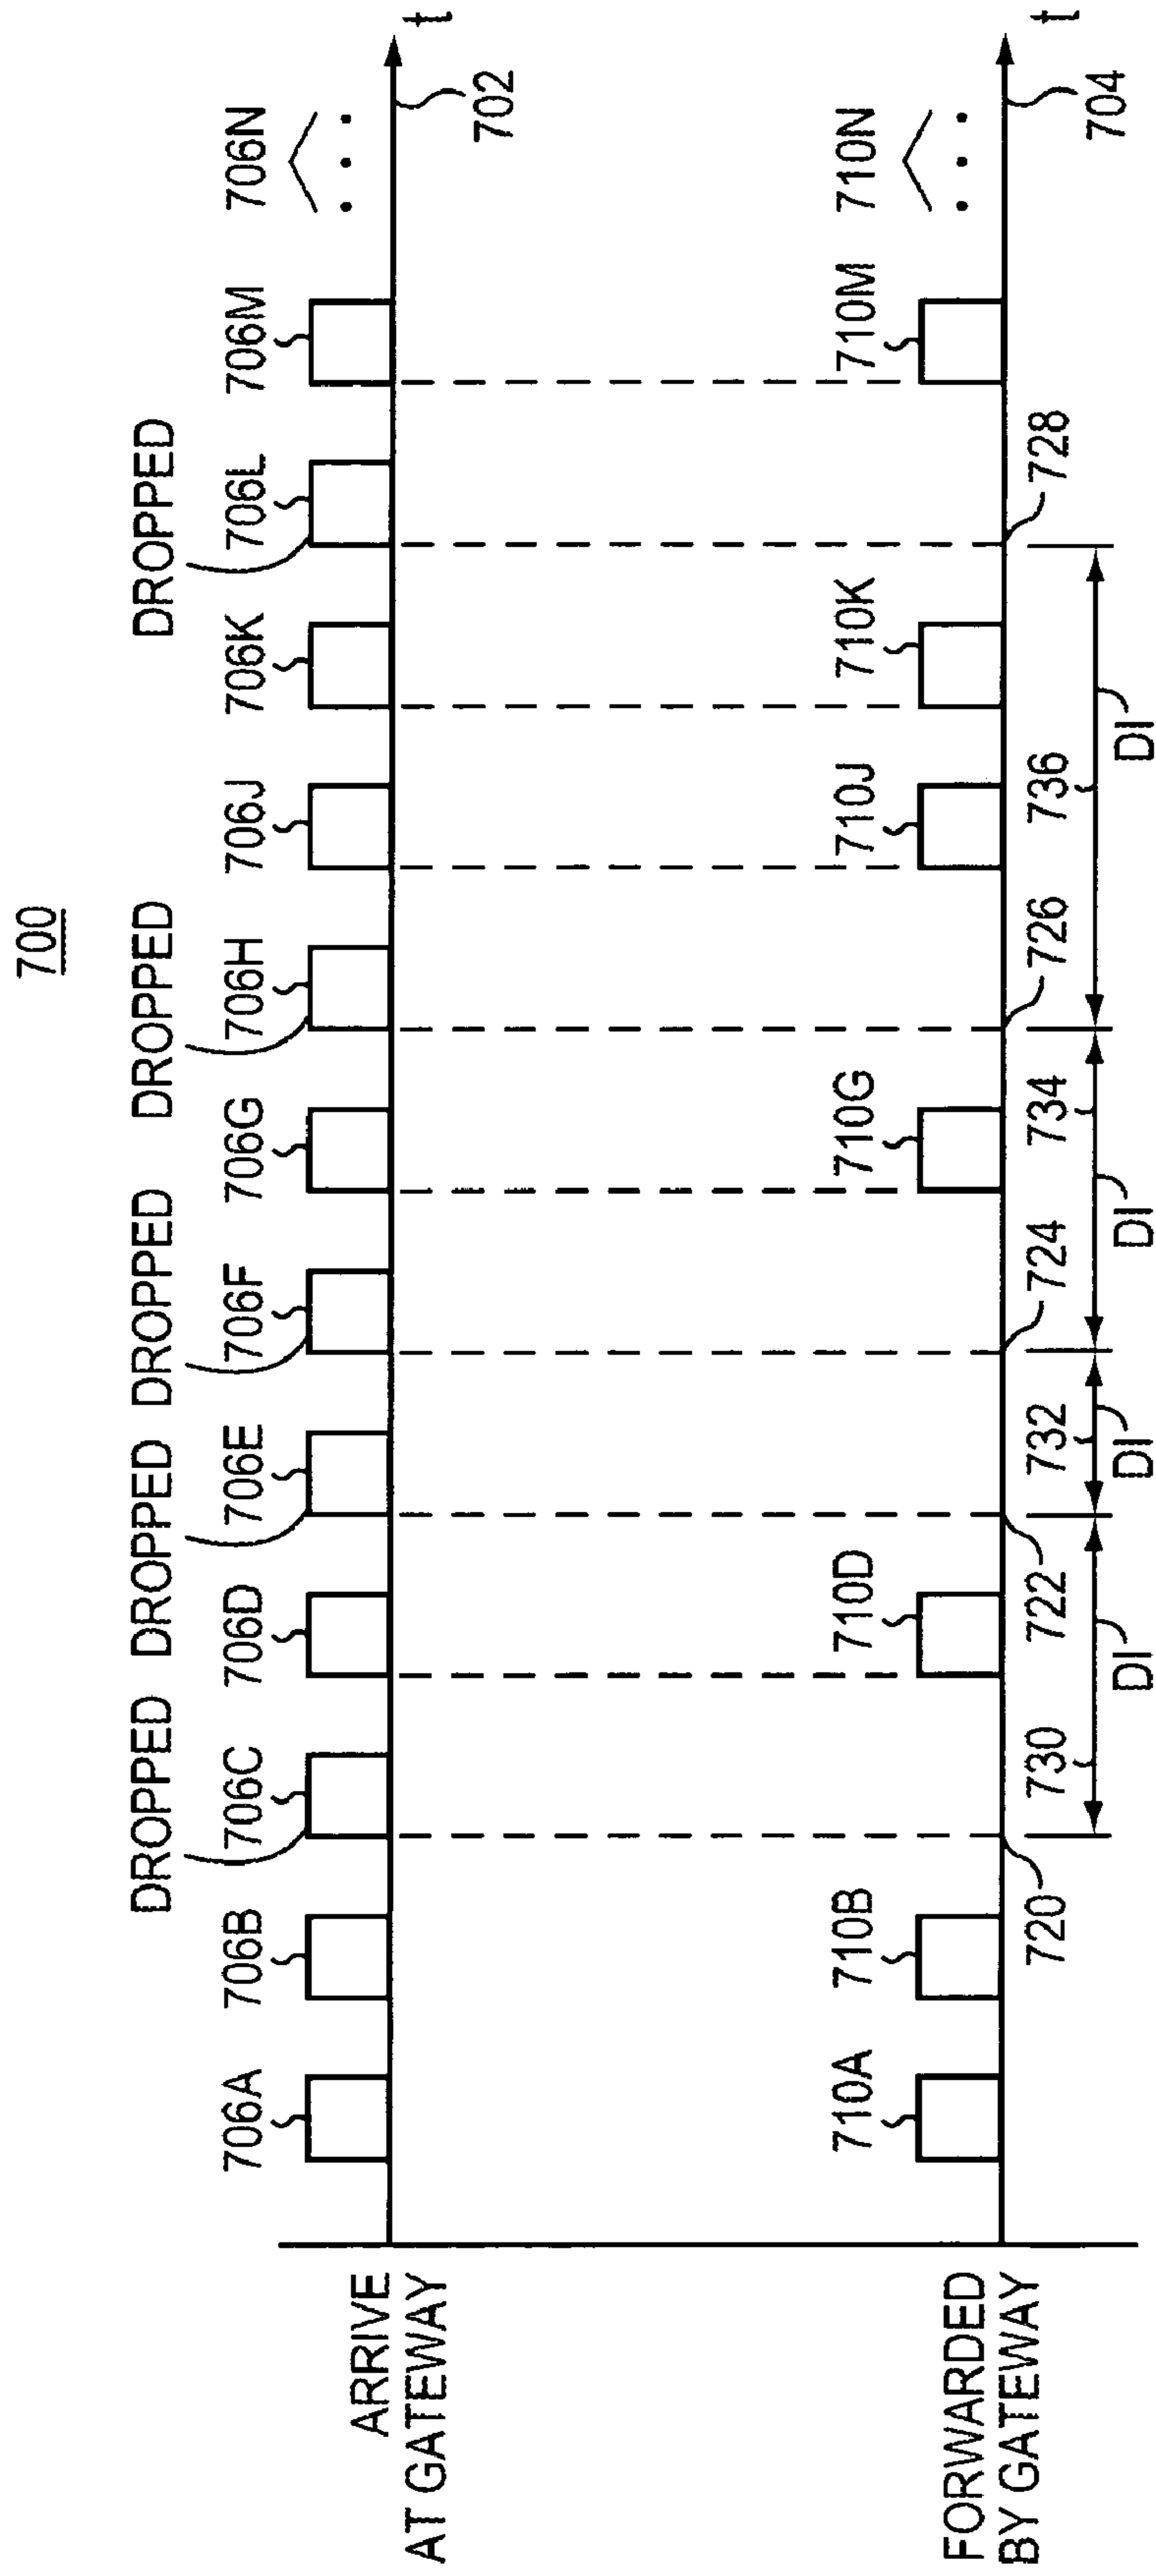 700
DROPPED DROPPED DROPPED DROPPED DROPPED
706A 706B 706C 706D 706E 706F 706G 706H 706J 706K 706L 706M 706N
...
ARRIVE
AT GATEWAY
t
702
710A 710B 710D 710G 710J 710K 710M 710N
...
FORWARDED
BY GATEWAY
t
704
720 730 722 732 724 734 726 736 728
DI DI DI DI